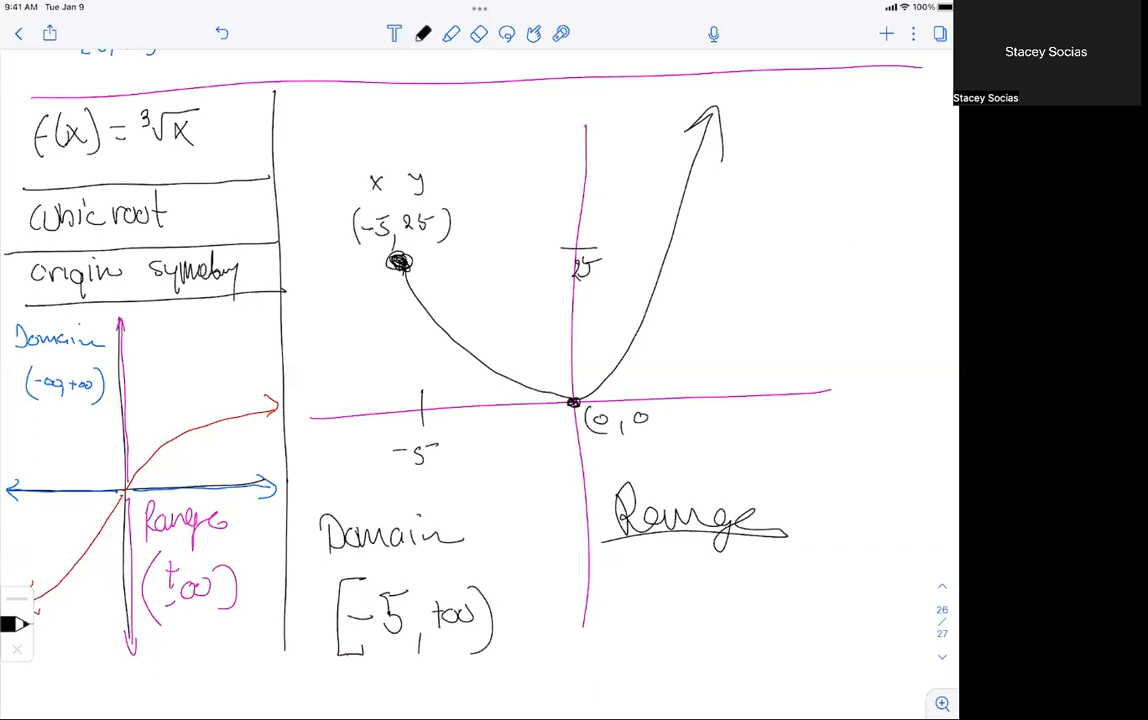 9:41 AM Tue Jan 9
100%
Stacey Socias
Stacey Socias
f(x) = ³√x
cubic root
origin symetry
Domain
(-∞,+∞)
Range
(±∞)
x y
(-5, 25)
25
-5
(0, 0
Domain
[-5, +∞)
Range
26
/
27